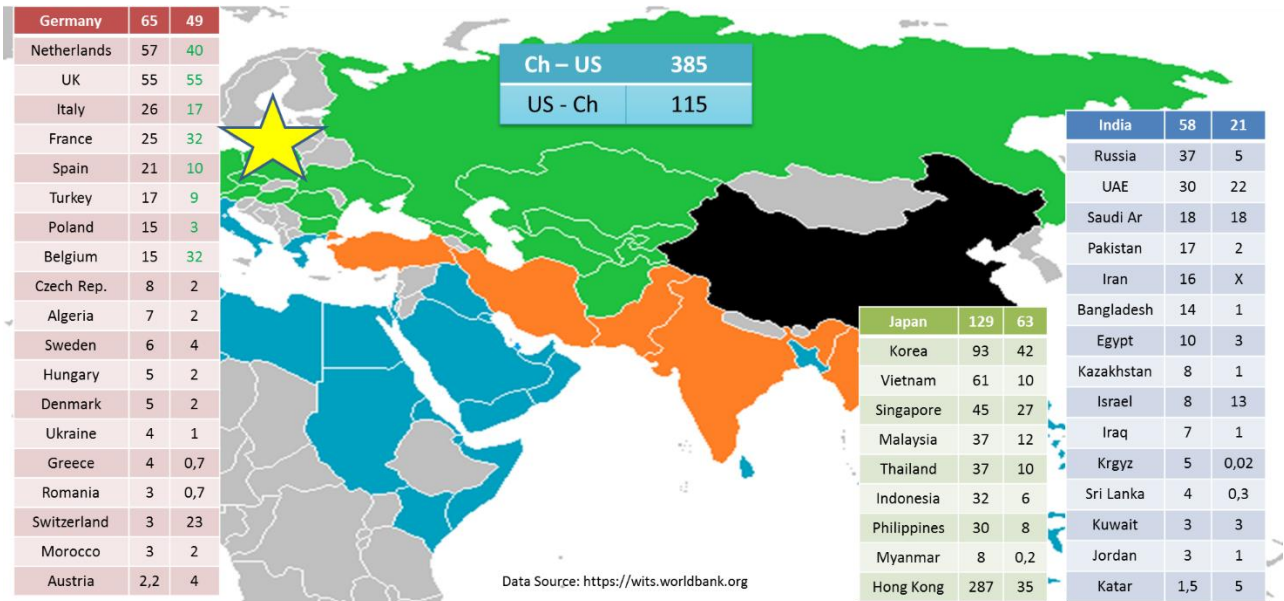 Germany 65 49
Netherlands 57 40
UK 55 55
Italy 26 17
France 25 32
Spain 21 10
Turkey 17 9
Poland 15 3
Belgium 15 32
Czech Rep. 8 2
Algeria 7 2
Sweden 6 4
Hungary 5 2
Denmark 5 2
Ukraine 4 1
Greece 4 0,7
Romania 3 0,7
Switzerland 3 23
Morocco 3 2
Austria 2,2 4
Ch – US 385
US - Ch 115
Japan 129 63
Korea 93 42
Vietnam 61 10
Singapore 45 27
Malaysia 37 12
Thailand 37 10
Indonesia 32 6
Philippines 30 8
Myanmar 8 0,2
Hong Kong 287 35
India 58 21
Russia 37 5
UAE 30 22
Saudi Ar 18 18
Pakistan 17 2
Iran 16 X
Bangladesh 14 1
Egypt 10 3
Kazakhstan 8 1
Israel 8 13
Iraq 7 1
Krgyz 5 0,02
Sri Lanka 4 0,3
Kuwait 3 3
Jordan 3 1
Katar 1,5 5
Data Source: https://wits.worldbank.org